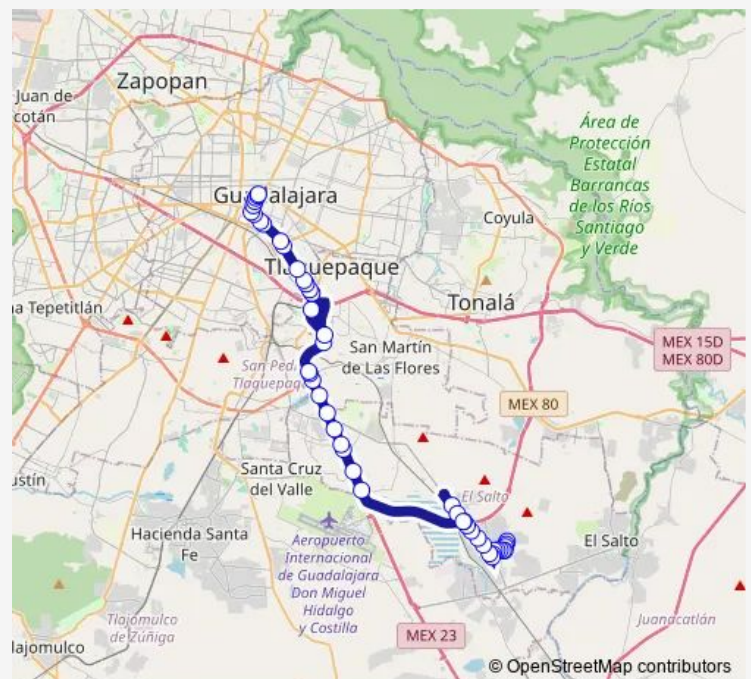 Zapopan
Juan de
cotán
Área de
Protección
Estatal
Barrancas
de los Ríos
Santiago
y Verde
Guadalajara
Coyula
Tlaquepaque
a Tepetitlán
Tonalá
MEX 15D
MEX 80D
San Martín
de Las Flores
San Ped
Tlaquepaqu
MEX 80
ustín
Santa Cruz
del Valle
El Salto
Hacienda Santa
Fe
Aeropuerto
Internacional
de Guadalajara
Don Miguel
Hidalgo
y Costilla
El Salto
Tlajomulco
de Zúñiga
MEX 23
Juanacatlán
lajomulco
© OpenStreetMap contributors